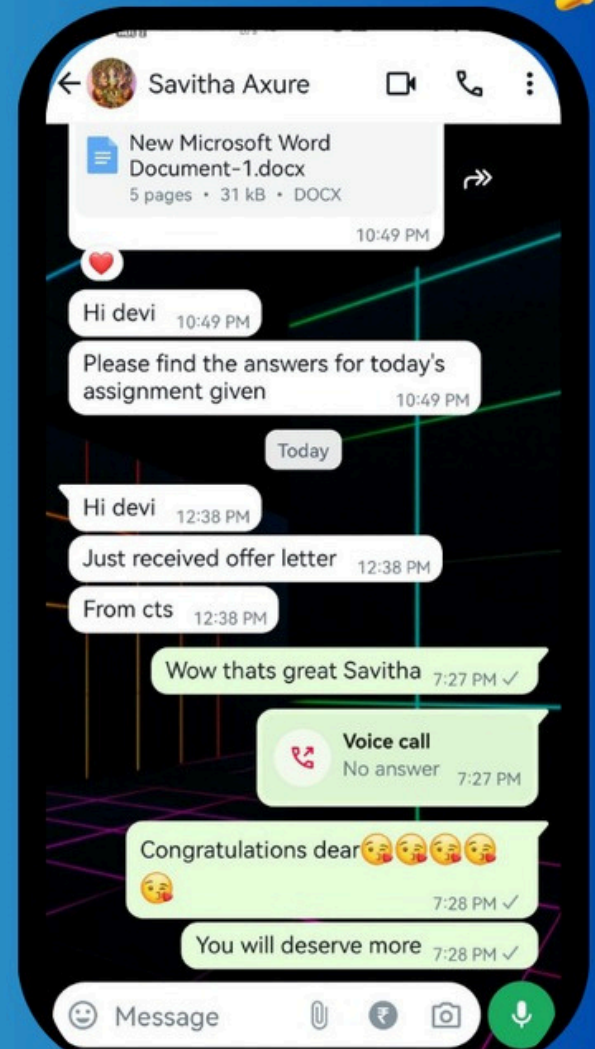 Savitha Axure
New Microsoft Word
Document-1.docx
5 pages • 31 kB • DOCX
10:49 PM
Hi devi 10:49 PM
Please find the answers for today's
assignment given 10:49 PM
Today
Hi devi 12:38 PM
Just received offer letter 12:38 PM
From cts 12:38 PM
Wow thats great Savitha 7:27 PM
Voice call
No answer 7:27 PM
Congratulations dear😘😘😘😘
😘
7:28 PM
You will deserve more 7:28 PM
Message